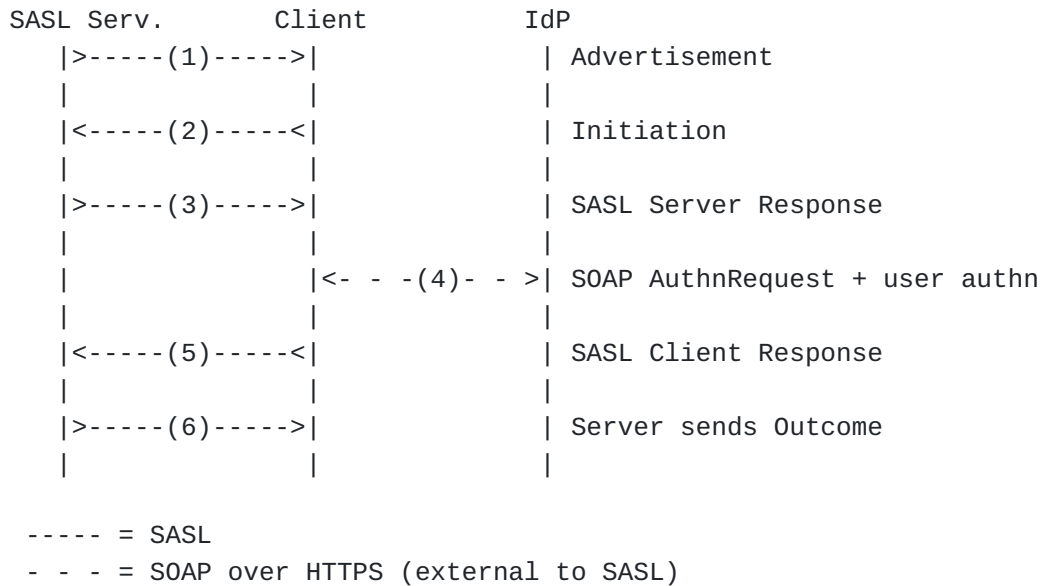 SASL Serv.       Client            IdP
   |>-----(1)----->|               | Advertisement
   |               |               |
   |<-----(2)-----<|               | Initiation
   |               |               |
   |>-----(3)----->|               | SASL Server Response
   |               |               |
   |               |<- - -(4)- - >| SOAP AuthnRequest + user authn
   |               |               |
   |<-----(5)-----<|               | SASL Client Response
   |               |               |
   |>-----(6)----->|               | Server sends Outcome
   |               |               |
 ----- = SASL
 - - - = SOAP over HTTPS (external to SASL)